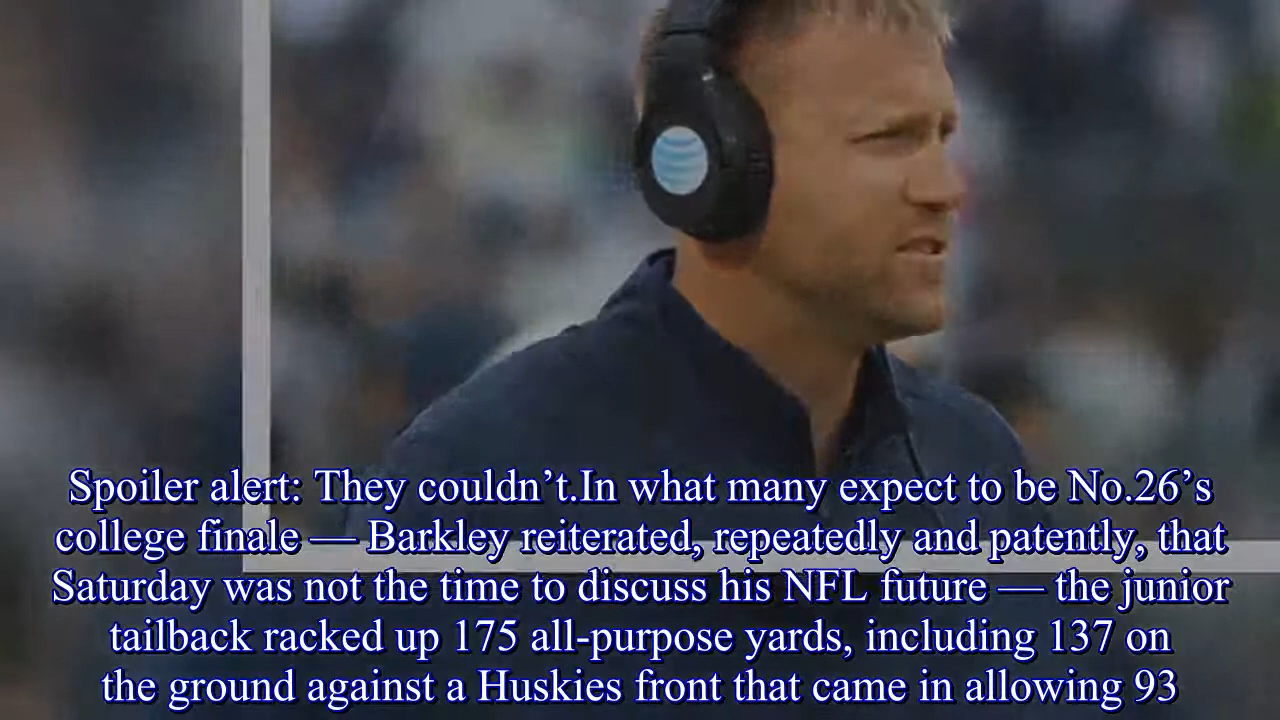 Spoiler alert: They couldn’t.In what many expect to be No.26’s
college finale — Barkley reiterated, repeatedly and patently, that
Saturday was not the time to discuss his NFL future — the junior
tailback racked up 175 all-purpose yards, including 137 on
the ground against a Huskies front that came in allowing 93